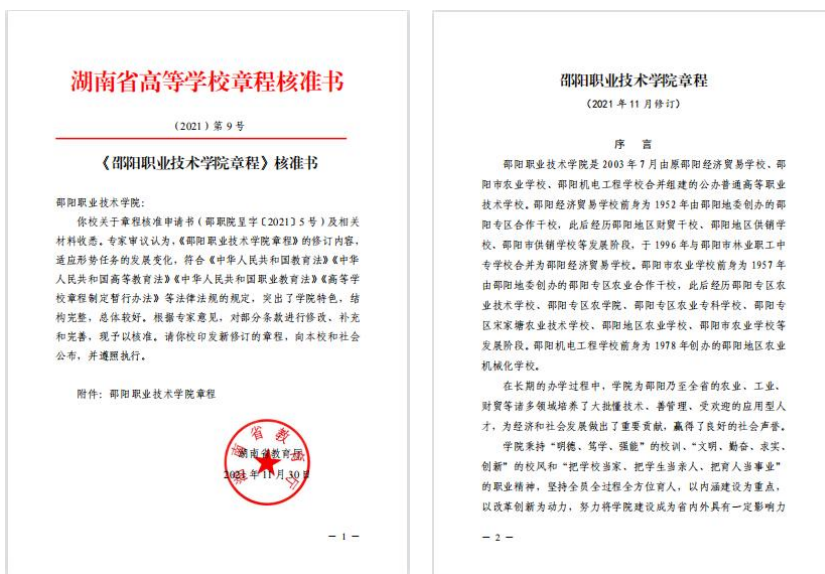 湖南省高等学校章程核准书
（2021）第 9 号
《邵阳职业技术学院章程》核准书
邵阳职业技术学院：
你校关于章程核准申请书（邵职院呈字〔2021〕5 号）及相关
材料收悉。专家审议认为，《邵阳职业技术学院章程》的修订内容，
适应形势任务的发展变化，符合《中华人民共和国教育法》《中华
人民共和国高等教育法》《中华人民共和国职业教育法》《高等学
校章程制定暂行办法》等法律法规的规定，突出了学院特色，结
构完整，总体较好。根据专家意见，对部分条款进行修改、补充
和完善，现予以核准。请你校印发新修订的章程，向本校和社会
公布，并遵照执行。
附件：邵阳职业技术学院章程
湖南省教育厅
湖南省教育厅
2021 年 11 月 30 日
— 1 —
邵阳职业技术学院章程
（2021 年 11 月修订）
序 言
邵阳职业技术学院是 2003 年 7 月由原邵阳经济贸易学校、邵
阳市农业学校、邵阳机电工程学校合并组建的公办普通高等职业
技术学校。邵阳经济贸易学校前身为 1952 年由邵阳地委创办的邵
阳专区合作干校，此后经历邵阳地区财贸干校、邵阳地区供销学
校、邵阳市供销学校等发展阶段，于 1996 年与邵阳市林业职工中
专学校合并为邵阳经济贸易学校。邵阳市农业学校前身为 1957 年
由邵阳地委创办的邵阳专区农业合作干校，此后经历邵阳专区农
业技术学校、邵阳专区农学院、邵阳专区农业专科学校、邵阳专
区宋家塘农业技术学校、邵阳地区农业学校、邵阳市农业学校等
发展阶段。邵阳机电工程学校前身为 1978 年创办的邵阳地区农业
机械化学校。
在长期的办学过程中，学院为邵阳乃至全省的农业、工业、
财贸等诸多领域培养了大批懂技术、善管理、受欢迎的应用型人
才，为经济和社会发展做出了重要贡献，赢得了良好的社会声誉。
学院秉持“明德、笃学、强能”的校训、“文明、勤奋、求实、
创新”的校风和“把学校当家、把学生当亲人、把育人当事业”
的职业精神，坚持全员全过程全方位育人，以内涵建设为重点，
以改革创新为动力，努力将学院建设成为省内外具有一定影响力
— 2 —